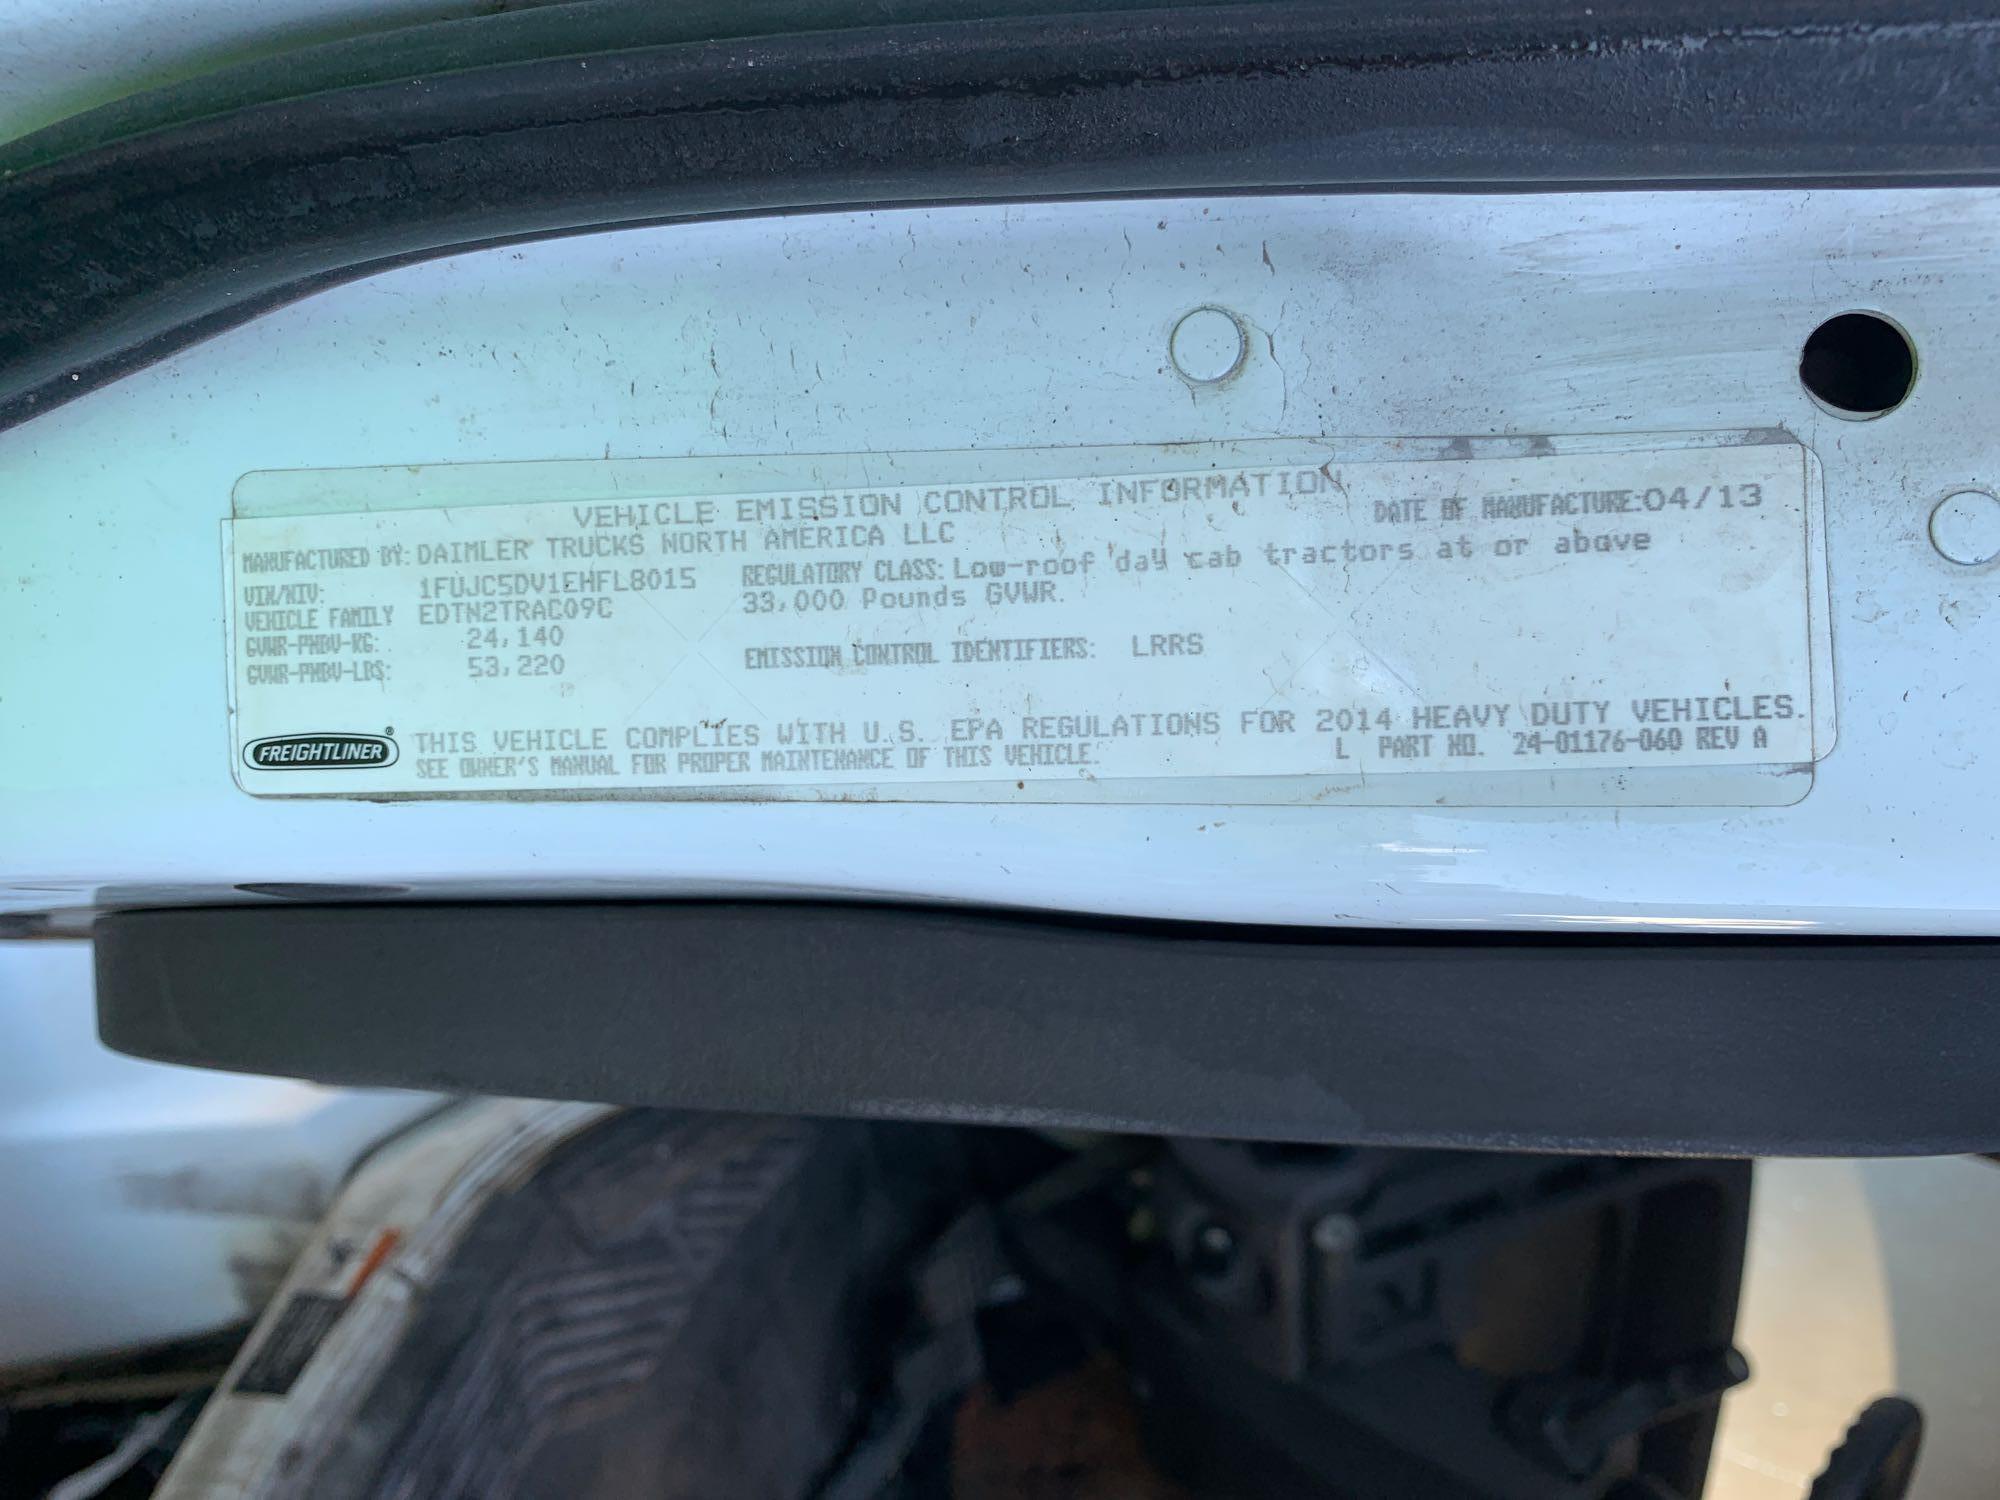 VEHICLE EMISSION CONTROL INFORMATION
DATE OF MANUFACTURE:04/13
MANUFACTURED BY: DAIMLER TRUCKS NORTH AMERICA LLC
VIN/NIV: 1FUJC5DV1EHFL8015
REGULATORY CLASS: Low-roof day cab tractors at or above
33,000 Pounds GVWR.
VEHICLE FAMILY EDTN2TRAC09C
GVWR-PNBV-KG: 24,140
GVWR-PNBV-LBS: 53,220
EMISSION CONTROL IDENTIFIERS: LRRS
FREIGHTLINER®
THIS VEHICLE COMPLIES WITH U.S. EPA REGULATIONS FOR 2014 HEAVY DUTY VEHICLES.
SEE OWNER'S MANUAL FOR PROPER MAINTENANCE OF THIS VEHICLE.
L PART NO. 24-01176-060 REV A